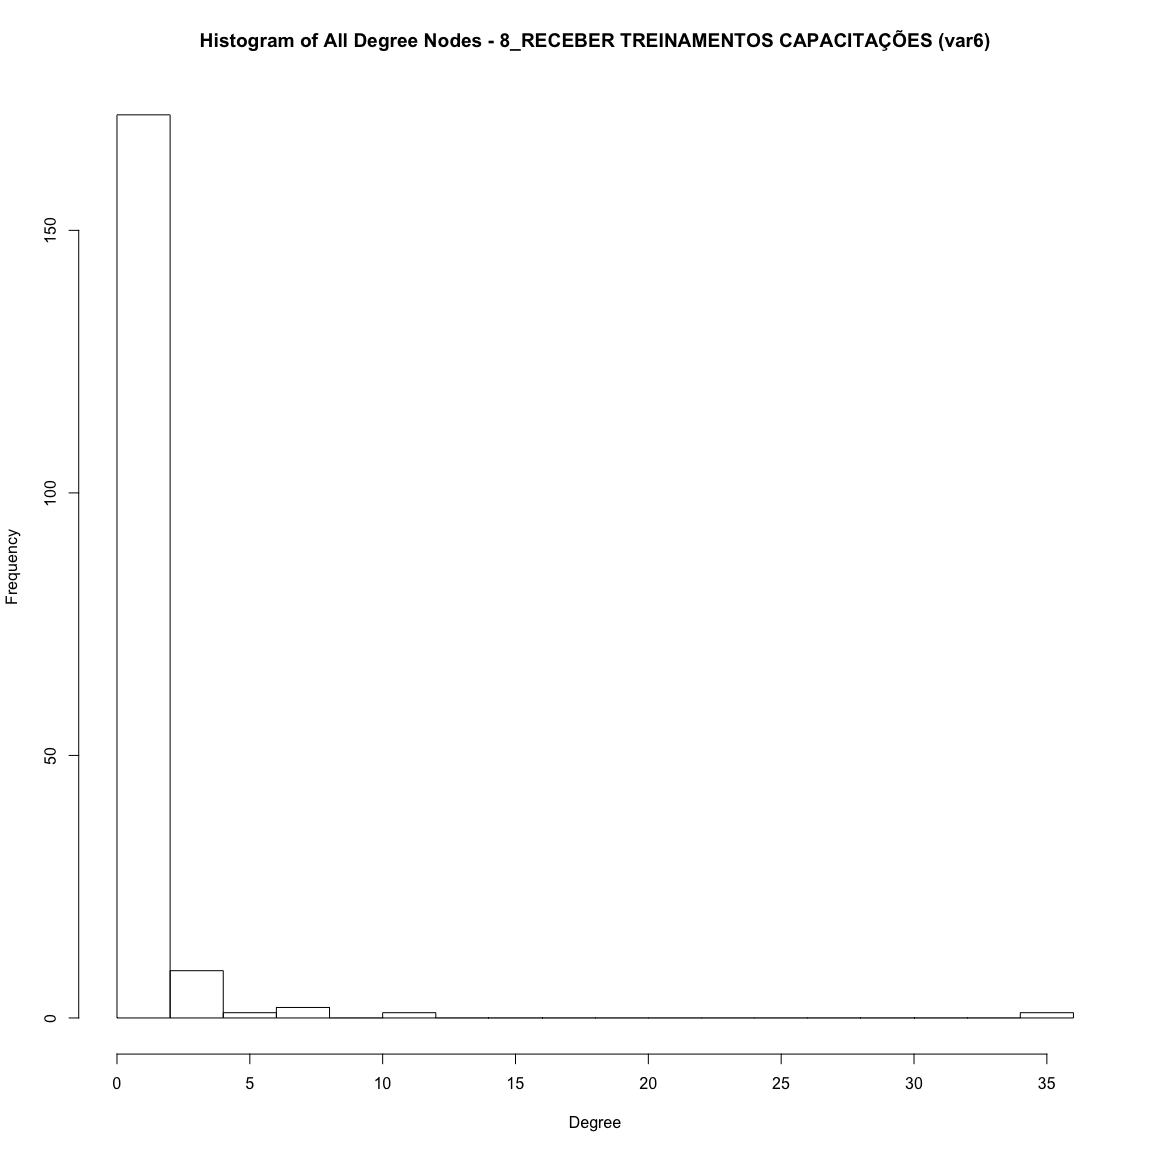 Histogram of All Degree Nodes - 8_RECEBER TREINAMENTOS CAPACITAÇÕES (var6)
Frequency
150
100
50
0
0 5 10 15 20 25 30 35
Degree